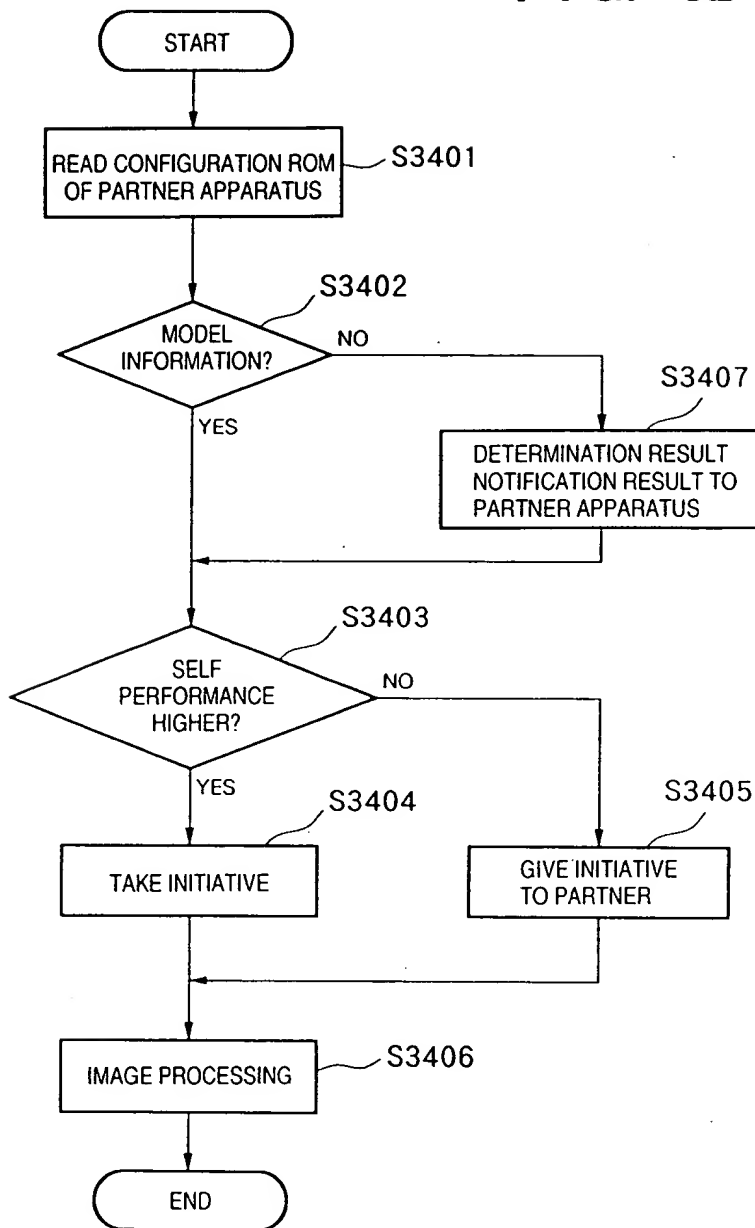 START
READ CONFIGURATION ROM
OF PARTNER APPARATUS
S3401
S3402
MODEL
INFORMATION?
NO
YES
S3407
DETERMINATION RESULT
NOTIFICATION RESULT TO
PARTNER APPARATUS
S3403
SELF
PERFORMANCE
HIGHER?
NO
YES
S3404
TAKE INITIATIVE
S3405
GIVE INITIATIVE
TO PARTNER
IMAGE PROCESSING
S3406
END